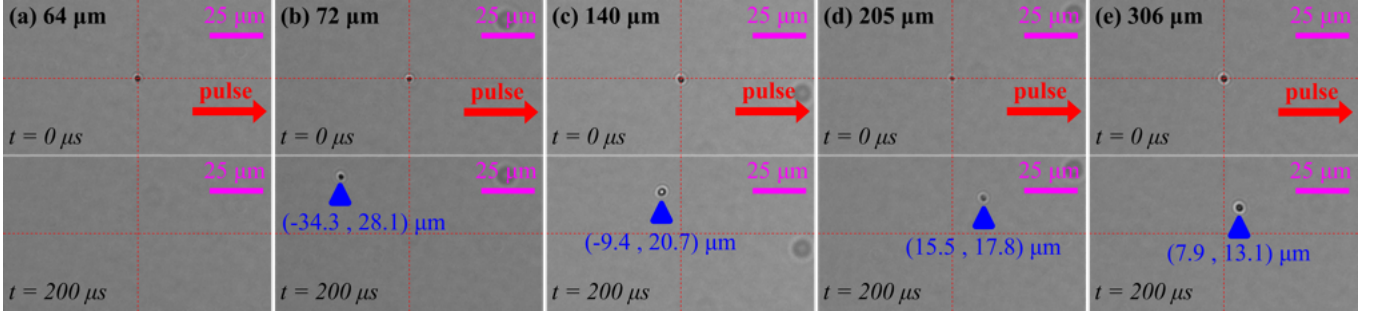 (a) 64 μm
25 μm
pulse
t = 0 μs
25 μm
t = 200 μs
(b) 72 μm
25 μm
pulse
t = 0 μs
25 μm
(-34.3 , 28.1) μm
t = 200 μs
(c) 140 μm
25 μm
pulse
t = 0 μs
25 μm
(-9.4 , 20.7) μm
t = 200 μs
(d) 205 μm
25 μm
pulse
t = 0 μs
25 μm
(15.5 , 17.8) μm
t = 200 μs
(e) 306 μm
25 μm
pulse
t = 0 μs
25 μm
(7.9 , 13.1) μm
t = 200 μs